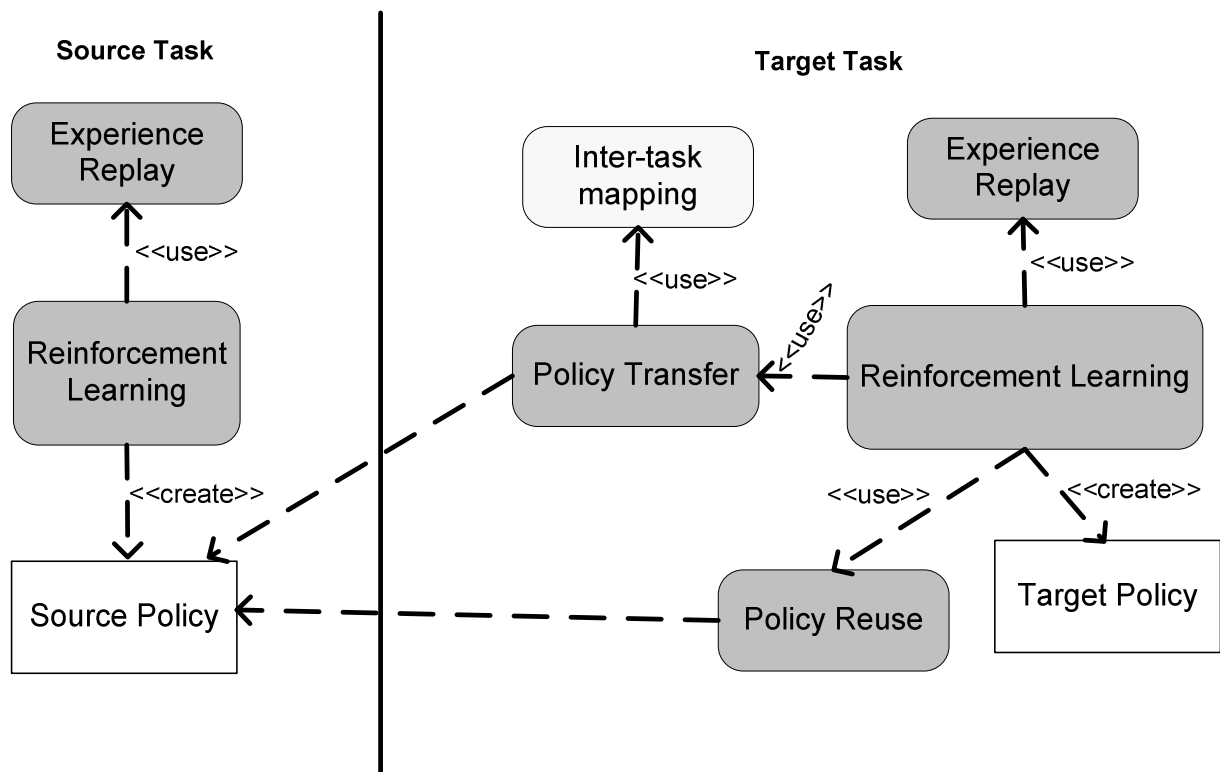 Source Task
Target Task
Experience
Replay
Inter-task
mapping
Experience
Replay
<<use>>
<<use>>
<<use>>
<<use>>
Reinforcement
Learning
Policy Transfer
Reinforcement Learning
<<create>>
<<use>>
<<create>>
Source Policy
Policy Reuse
Target Policy